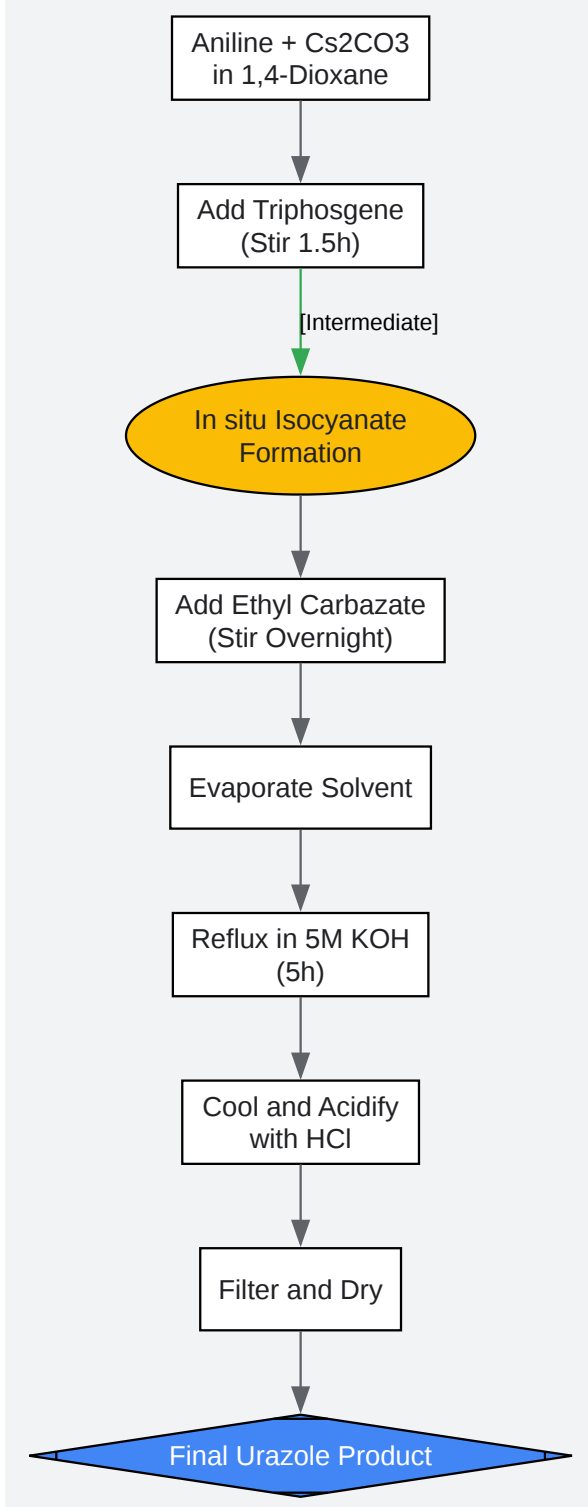 Aniline + Cs2CO3
in 1,4-Dioxane
Add Triphosgene
(Stir 1.5h)
[Intermediate]
In situ Isocyanate
Formation
Add Ethyl Carbazate
(Stir Overnight)
Evaporate Solvent
Reflux in 5M KOH
(5h)
Cool and Acidify
with HCl
Filter and Dry
Final Urazole Product